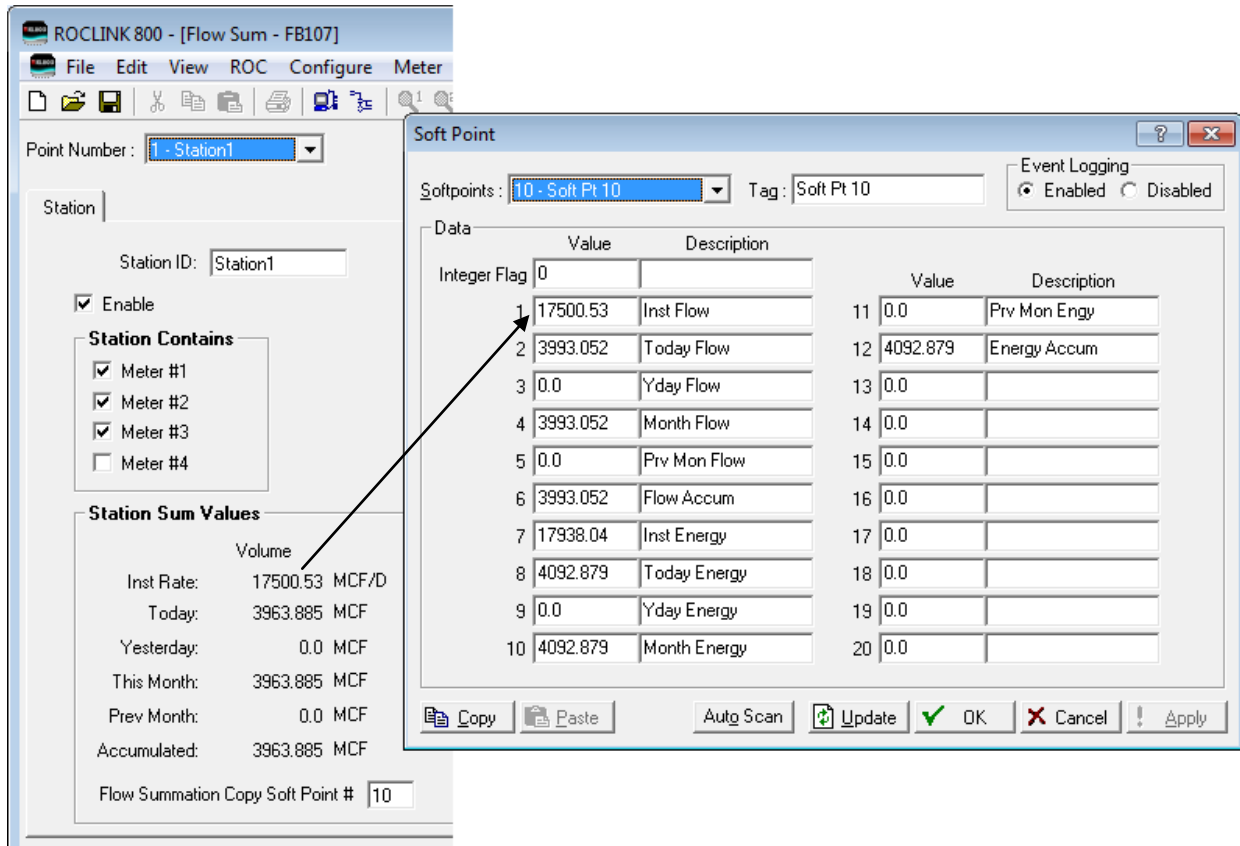 ROCLINK 800 - [Flow Sum - FB107]
File Edit View ROC Configure Meter
Point Number : 1 - Station1
Station
Station ID: Station1
Enable
Station Contains
Meter #1
Meter #2
Meter #3
Meter #4
Station Sum Values
Volume
Inst Rate: 17500.53 MCF/D
Today: 3963.885 MCF
Yesterday: 0.0 MCF
This Month: 3963.885 MCF
Prev Month: 0.0 MCF
Accumulated: 3963.885 MCF
Flow Summation Copy Soft Point # 10
Soft Point
Softpoints : 10 - Soft Pt 10 Tag : Soft Pt 10
Event Logging
Enabled Disabled
Data
Value Description
Integer Flag 0
1 17500.53 Inst Flow
2 3993.052 Today Flow
3 0.0 Yday Flow
4 3993.052 Month Flow
5 0.0 Prv Mon Flow
6 3993.052 Flow Accum
7 17938.04 Inst Energy
8 4092.879 Today Energy
9 0.0 Yday Energy
10 4092.879 Month Energy
Value Description
11 0.0 Prv Mon Engy
12 4092.879 Energy Accum
13 0.0
14 0.0
15 0.0
16 0.0
17 0.0
18 0.0
19 0.0
20 0.0
Copy Paste Auto Scan Update OK Cancel Apply